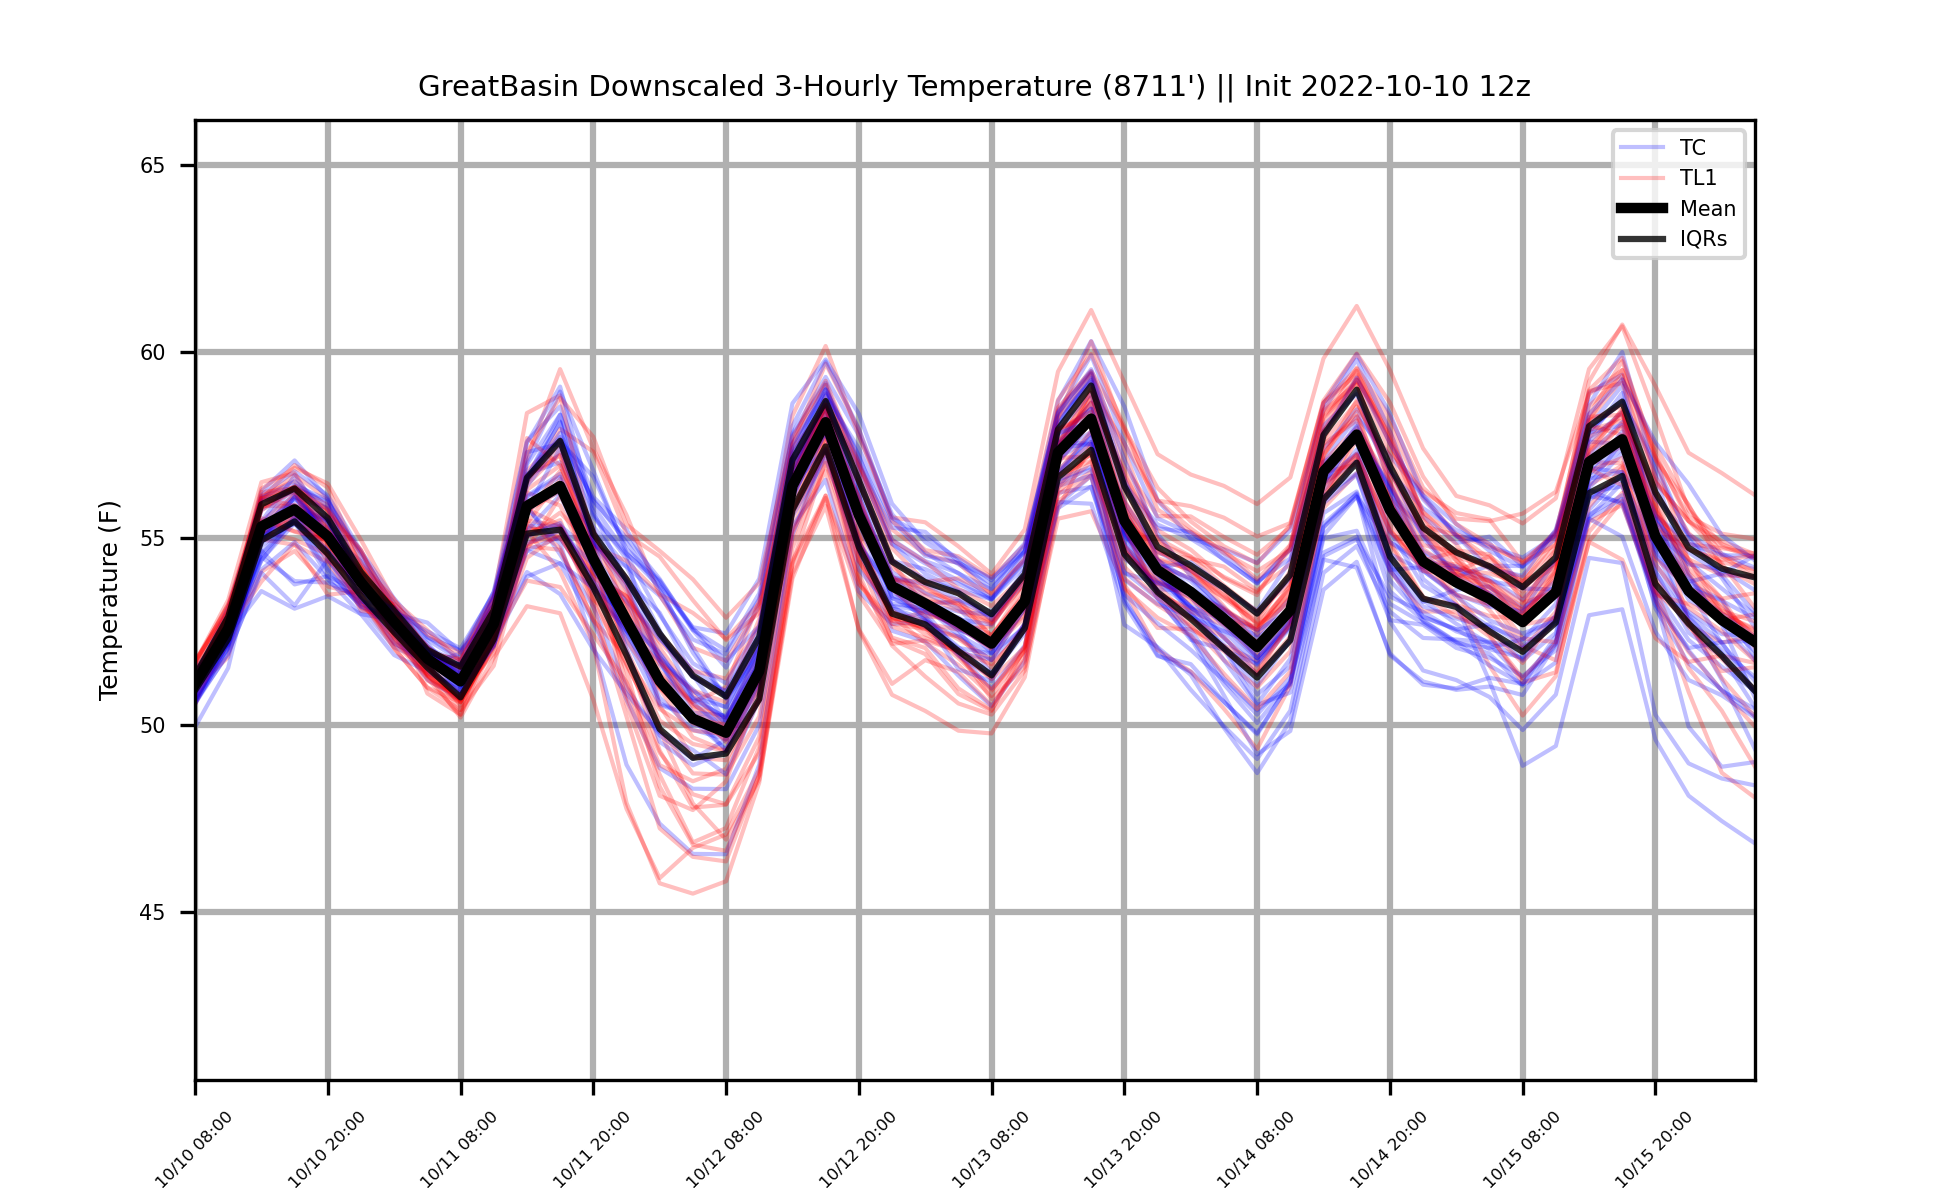 GreatBasin Downscaled 3-Hourly Temperature (8711') || Init 2022-10-10 12z
TC
TL1
Mean
IQRs
Temperature (F)
65
60
55
50
45
10/10 08:00
10/10 20:00
10/11 08:00
10/11 20:00
10/12 08:00
10/12 20:00
10/13 08:00
10/13 20:00
10/14 08:00
10/14 20:00
10/15 08:00
10/15 20:00